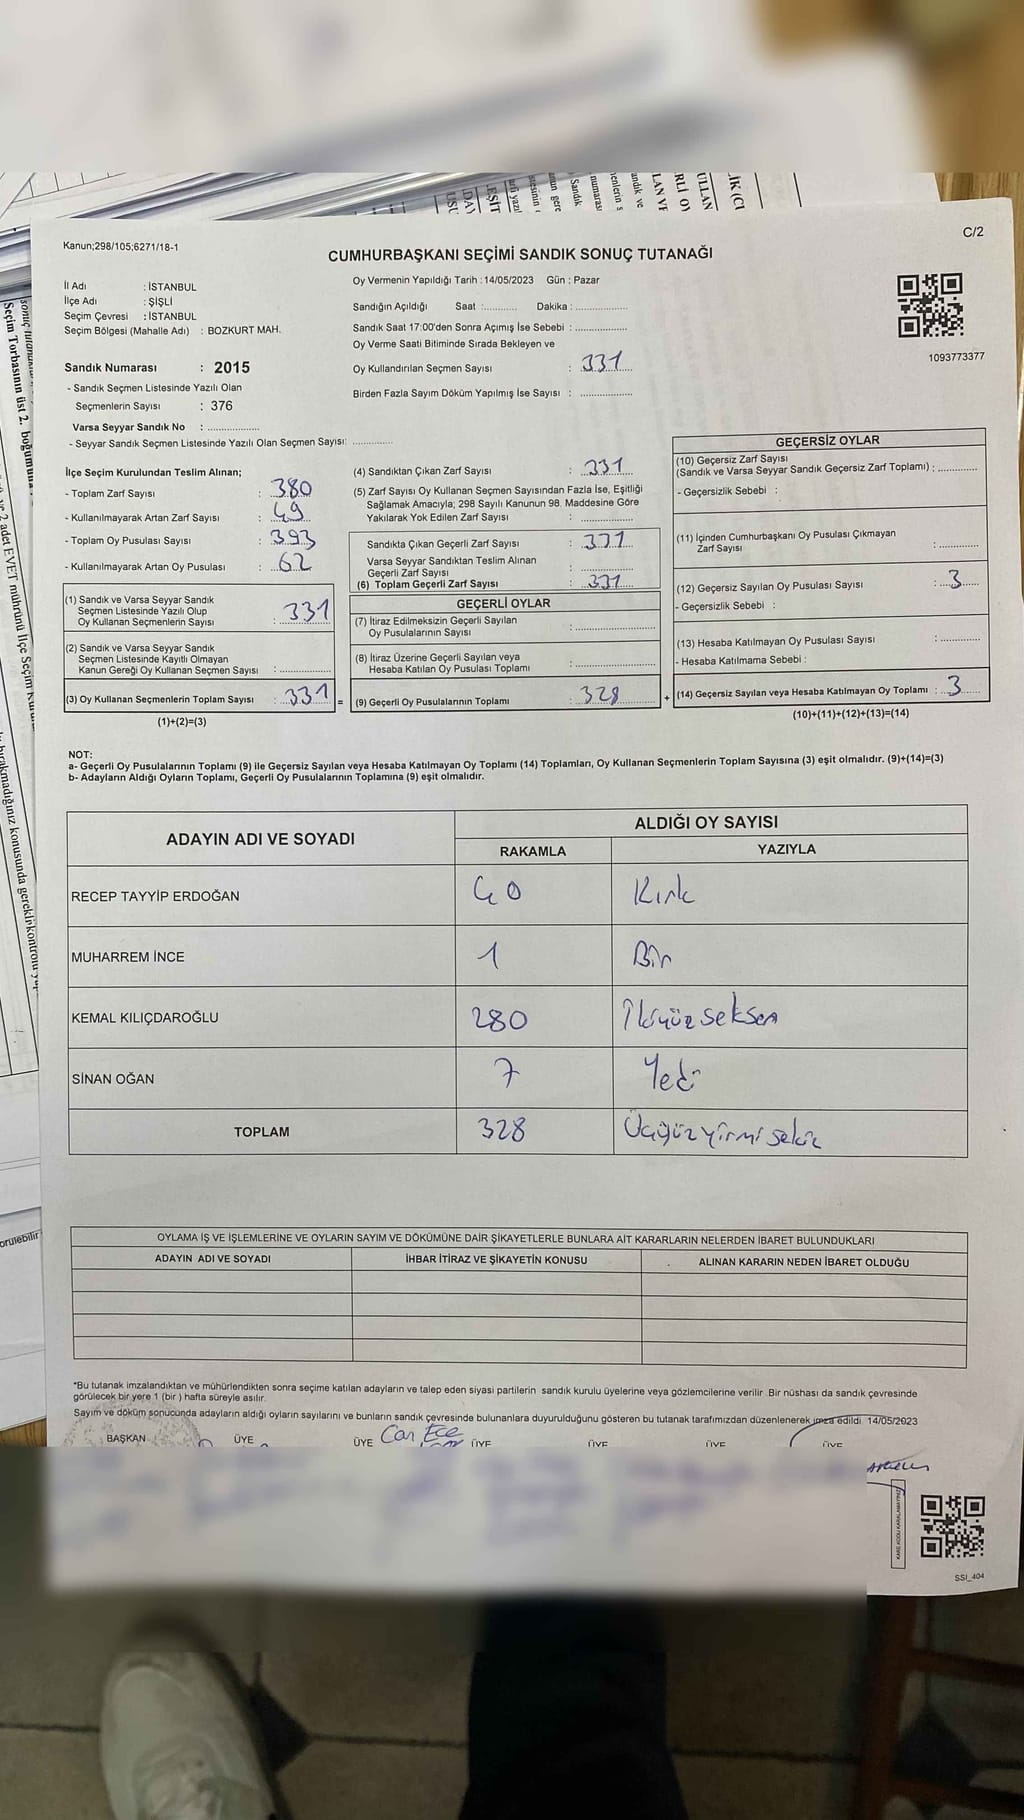 Kanun;298/105;6271/18-1
C/2
CUMHURBAŞKANI SEÇİMİ SANDIK SONUÇ TUTANAĞI
İl Adı : İSTANBUL
İlçe Adı : ŞİŞLİ
Seçim Çevresi : İSTANBUL
Seçim Bölgesi (Mahalle Adı) : BOZKURT MAH.
Sandık Numarası : 2015
- Sandık Seçmen Listesinde Yazılı Olan
Seçmenlerin Sayısı : 376
Varsa Seyyar Sandık No : ....................
- Seyyar Sandık Seçmen Listesinde Yazılı Olan Seçmen Sayısı: ...............
Oy Vermenin Yapıldığı Tarih : 14/05/2023 Gün : Pazar
Sandığın Açıldığı Saat :............ Dakika : ...................
Sandık Saat 17:00'den Sonra Açımış İse Sebebi : ...................
Oy Verme Saati Bitiminde Sırada Bekleyen ve
Oy Kullandırılan Seçmen Sayısı : 331
Birden Fazla Sayım Döküm Yapılmış İse Sayısı : ...................
1093773377
İlçe Seçim Kurulundan Teslim Alınan;
- Toplam Zarf Sayısı : 380
- Kullanılmayarak Artan Zarf Sayısı : 49
- Toplam Oy Pusulası Sayısı : 393
- Kullanılmayarak Artan Oy Pusulası : 62
(1) Sandık ve Varsa Seyyar Sandık
Seçmen Listesinde Yazılı Olup
Oy Kullanan Seçmenlerin Sayısı : 331
(2) Sandık ve Varsa Seyyar Sandık
Seçmen Listesinde Kayıtlı Olmayan
Kanun Gereği Oy Kullanan Seçmen Sayısı : ...................
(3) Oy Kullanan Seçmenlerin Toplam Sayısı : 331 =
(1)+(2)=(3)
(4) Sandıktan Çıkan Zarf Sayısı : 331
(5) Zarf Sayısı Oy Kullanan Seçmen Sayısından Fazla İse, Eşitliği
Sağlamak Amacıyla; 298 Sayılı Kanunun 98. Maddesine Göre
Yakılarak Yok Edilen Zarf Sayısı : ...................
Sandıkta Çıkan Geçerli Zarf Sayısı : 331
Varsa Seyyar Sandıktan Teslim Alınan
Geçerli Zarf Sayısı : ...................
(6) Toplam Geçerli Zarf Sayısı : 331
GEÇERLİ OYLAR
(7) İtiraz Edilmeksizin Geçerli Sayılan
Oy Pusulalarının Sayısı : ...................
(8) İtiraz Üzerine Geçerli Sayılan veya
Hesaba Katılan Oy Pusulası Toplamı : ...................
(9) Geçerli Oy Pusulalarının Toplamı : 328 +
GEÇERSİZ OYLAR
(10) Geçersiz Zarf Sayısı
(Sandık ve Varsa Seyyar Sandık Geçersiz Zarf Toplamı) : .............
- Geçersizlik Sebebi :
(11) İçinden Cumhurbaşkanı Oy Pusulası Çıkmayan
Zarf Sayısı : .............
(12) Geçersiz Sayılan Oy Pusulası Sayısı : 3
- Geçersizlik Sebebi :
(13) Hesaba Katılmayan Oy Pusulası Sayısı : .............
- Hesaba Katılmama Sebebi :
(14) Geçersiz Sayılan veya Hesaba Katılmayan Oy Toplamı : 3
(10)+(11)+(12)+(13)=(14)
NOT:
a- Geçerli Oy Pusulalarının Toplamı (9) ile Geçersiz Sayılan veya Hesaba Katılmayan Oy Toplamı (14) Toplamları, Oy Kullanan Seçmenlerin Toplam Sayısına (3) eşit olmalıdır. (9)+(14)=(3)
b- Adayların Aldığı Oyların Toplamı, Geçerli Oy Pusulalarının Toplamına (9) eşit olmalıdır.
ADAYIN ADI VE SOYADI
ALDIĞI OY SAYISI
RAKAMLA YAZIYLA
RECEP TAYYİP ERDOĞAN 40 Kırk
MUHARREM İNCE 1 Bir
KEMAL KILIÇDAROĞLU 280 İkiyüz seksen
SİNAN OĞAN 7 Yedi
TOPLAM 328 Üçyüz yirmi sekiz
OYLAMA İŞ VE İŞLEMLERİNE VE OYLARIN SAYIM VE DÖKÜMÜNE DAİR ŞİKAYETLERLE BUNLARA AİT KARARLARIN NELERDEN İBARET BULUNDUKLARI
ADAYIN ADI VE SOYADI İHBAR İTİRAZ VE ŞİKAYETİN KONUSU ALINAN KARARIN NEDEN İBARET OLDUĞU
*Bu tutanak imzalandıktan ve mühürlendikten sonra seçime katılan adayların ve talep eden siyasi partilerin sandık kurulu üyelerine veya gözlemcilerine verilir .Bir nüshası da sandık çevresinde
görülecek bir yere 1 (bir ) hafta süreyle asılır.
Sayım ve döküm sonucunda adayların aldığı oyların sayılarını ve bunların sandık çevresinde bulunanlara duyurulduğunu gösteren bu tutanak tarafımızdan düzenlenerek imza edildi. 14/05/2023
BAŞKAN ÜYE ÜYE Can Ece ÜYE ÜYE ÜYE ÜYE
SSI_404